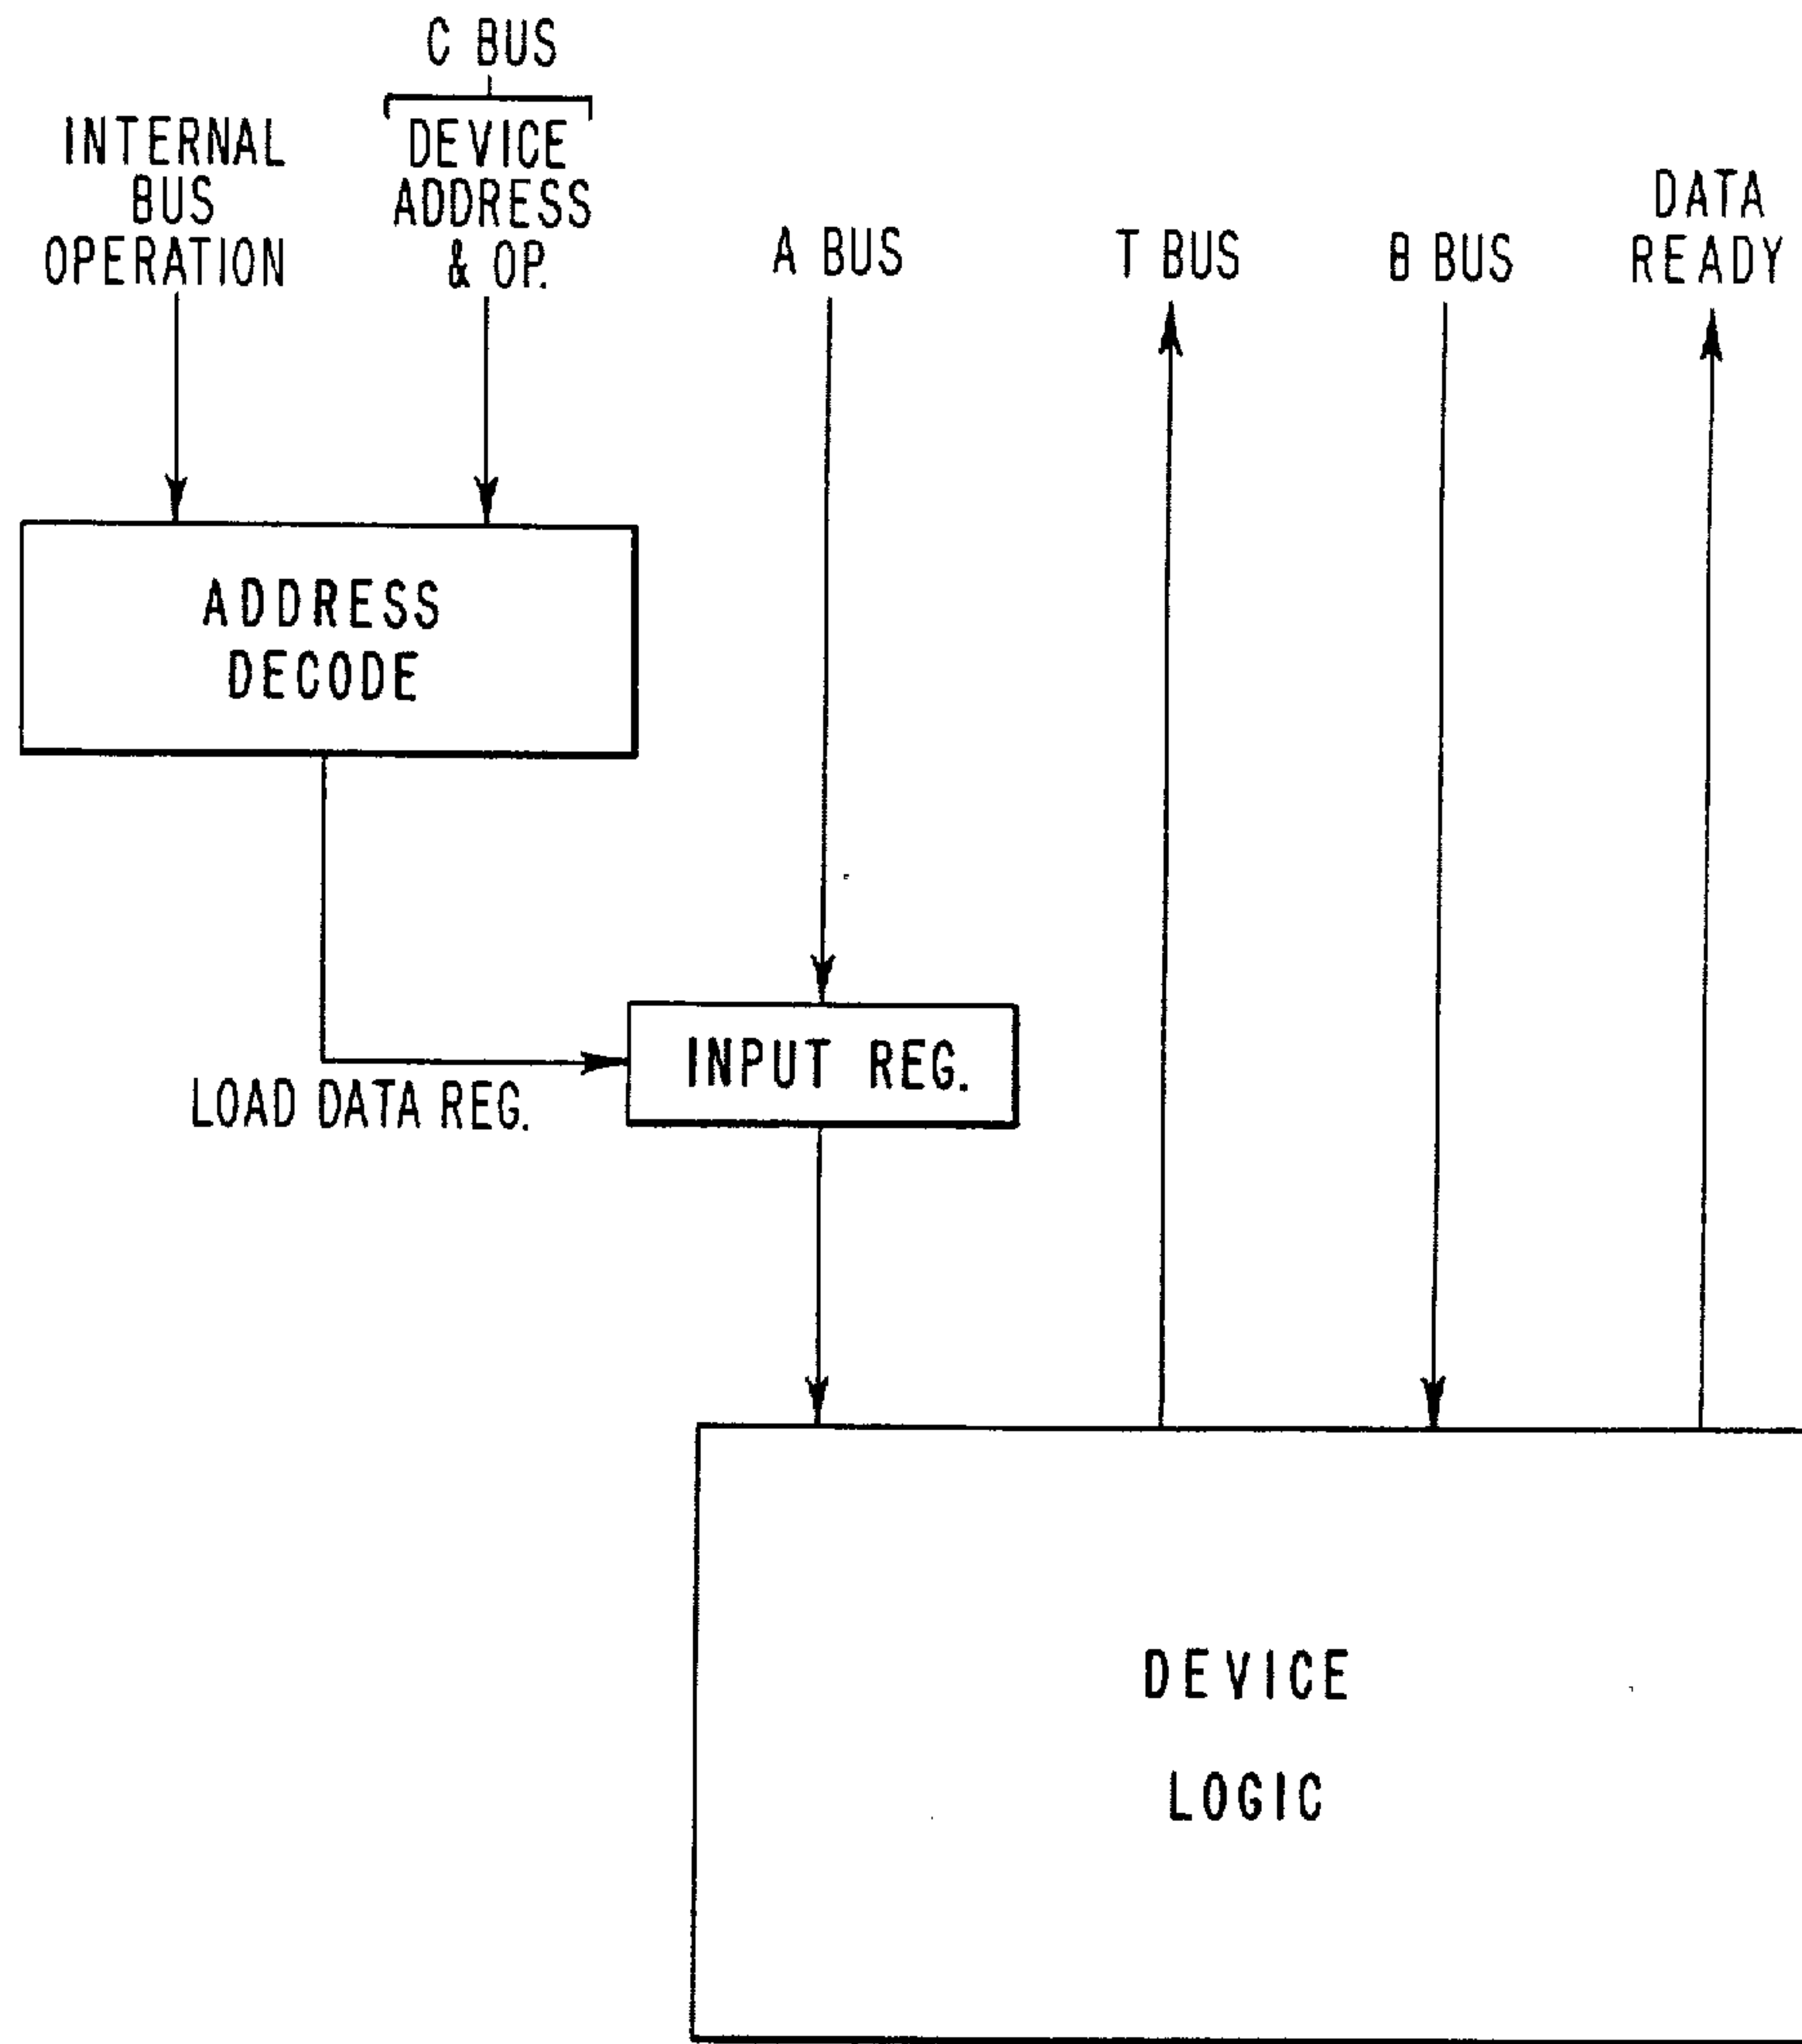 C BUS
INTERNAL
BUS
OPERATION
DEVICE
ADDRESS
& OP.
A BUS
T BUS
B BUS
DATA
READY
ADDRESS
DECODE
INPUT REG.
LOAD DATA REG.
DEVICE
LOGIC